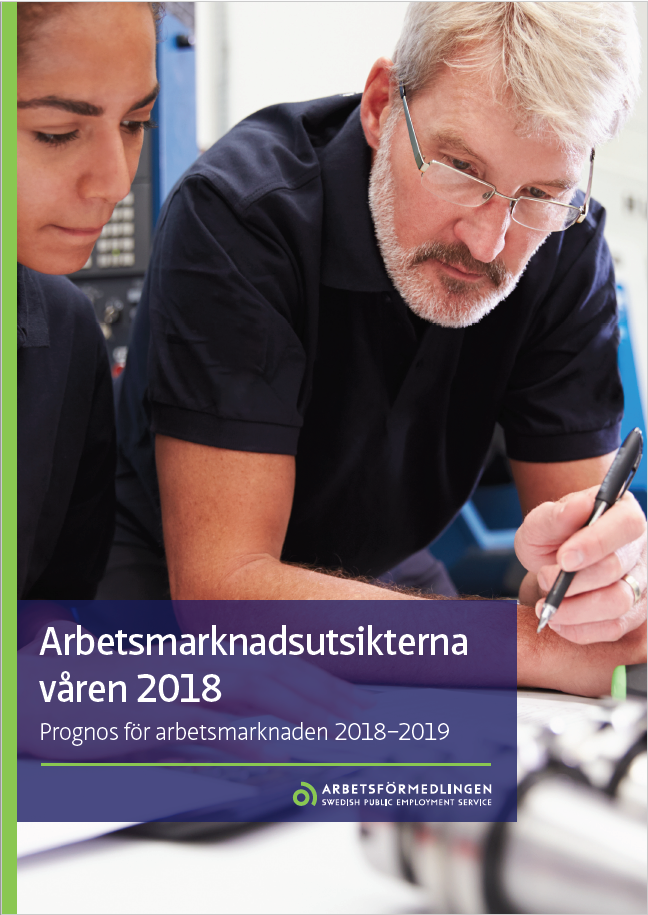 Arbetsmarknadsutsikterna
våren 2018
Prognos för arbetsmarknaden 2018–2019
ARBETSFÖRMEDLINGEN
SWEDISH PUBLIC EMPLOYMENT SERVICE